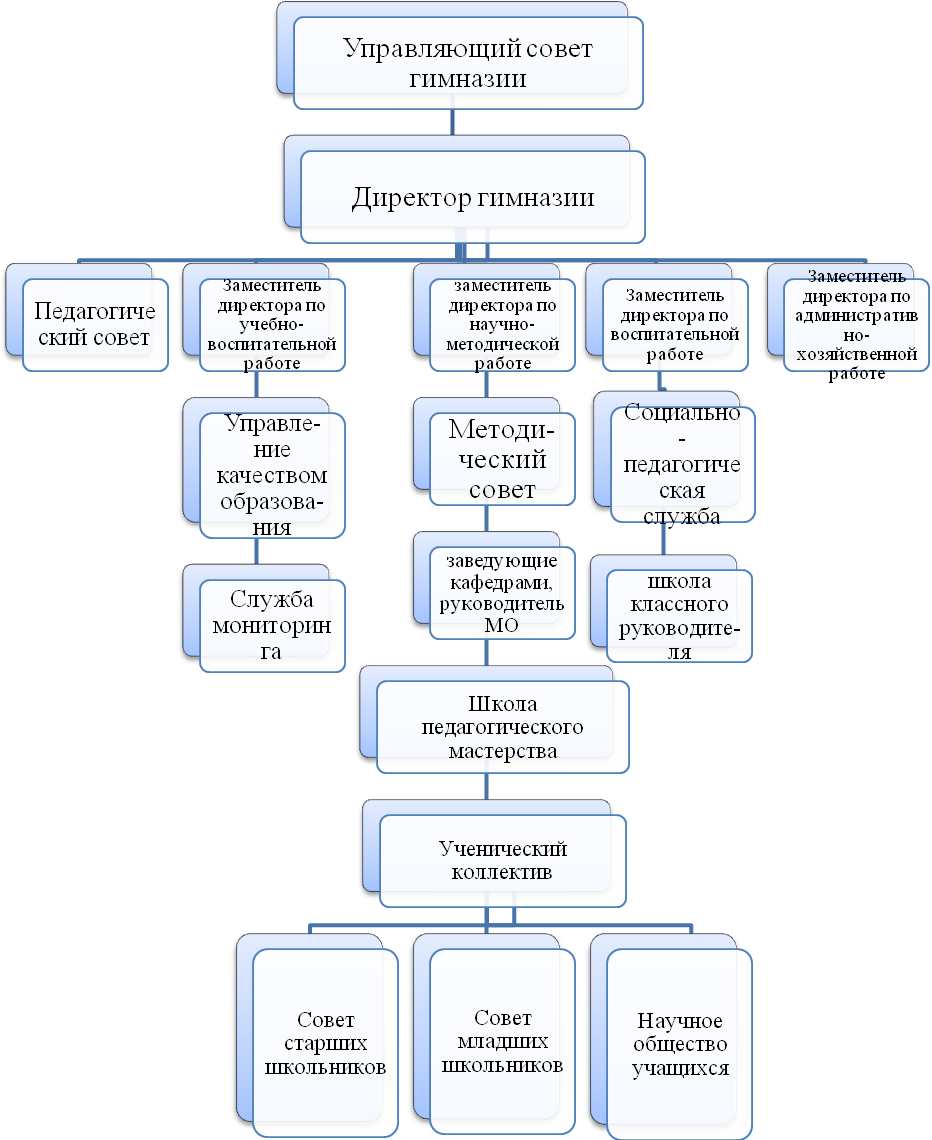 Управляющий совет
гимназии
Директор гимназии
Педагогиче
ский совет
Заместитель
директора по
учебно-
воспитательной
работе
заместитель
директора по
научно-
методической
работе
Заместитель
директора по
воспитательной
работе
Заместитель
директора по
административ
но-
хозяйственной
работе
Управле-
ние
качеством
образова-
ния
Методи-
ческий
совет
Социально
-
педагогиче
ская
служба
Служба
мониторин
га
заведующие
кафедрами,
руководитель
МО
школа
классного
руководите-
ля
Школа
педагогического
мастерства
Ученический
коллектив
Совет
старших
школьников
Совет
младших
школьников
Научное
общество
учащихся